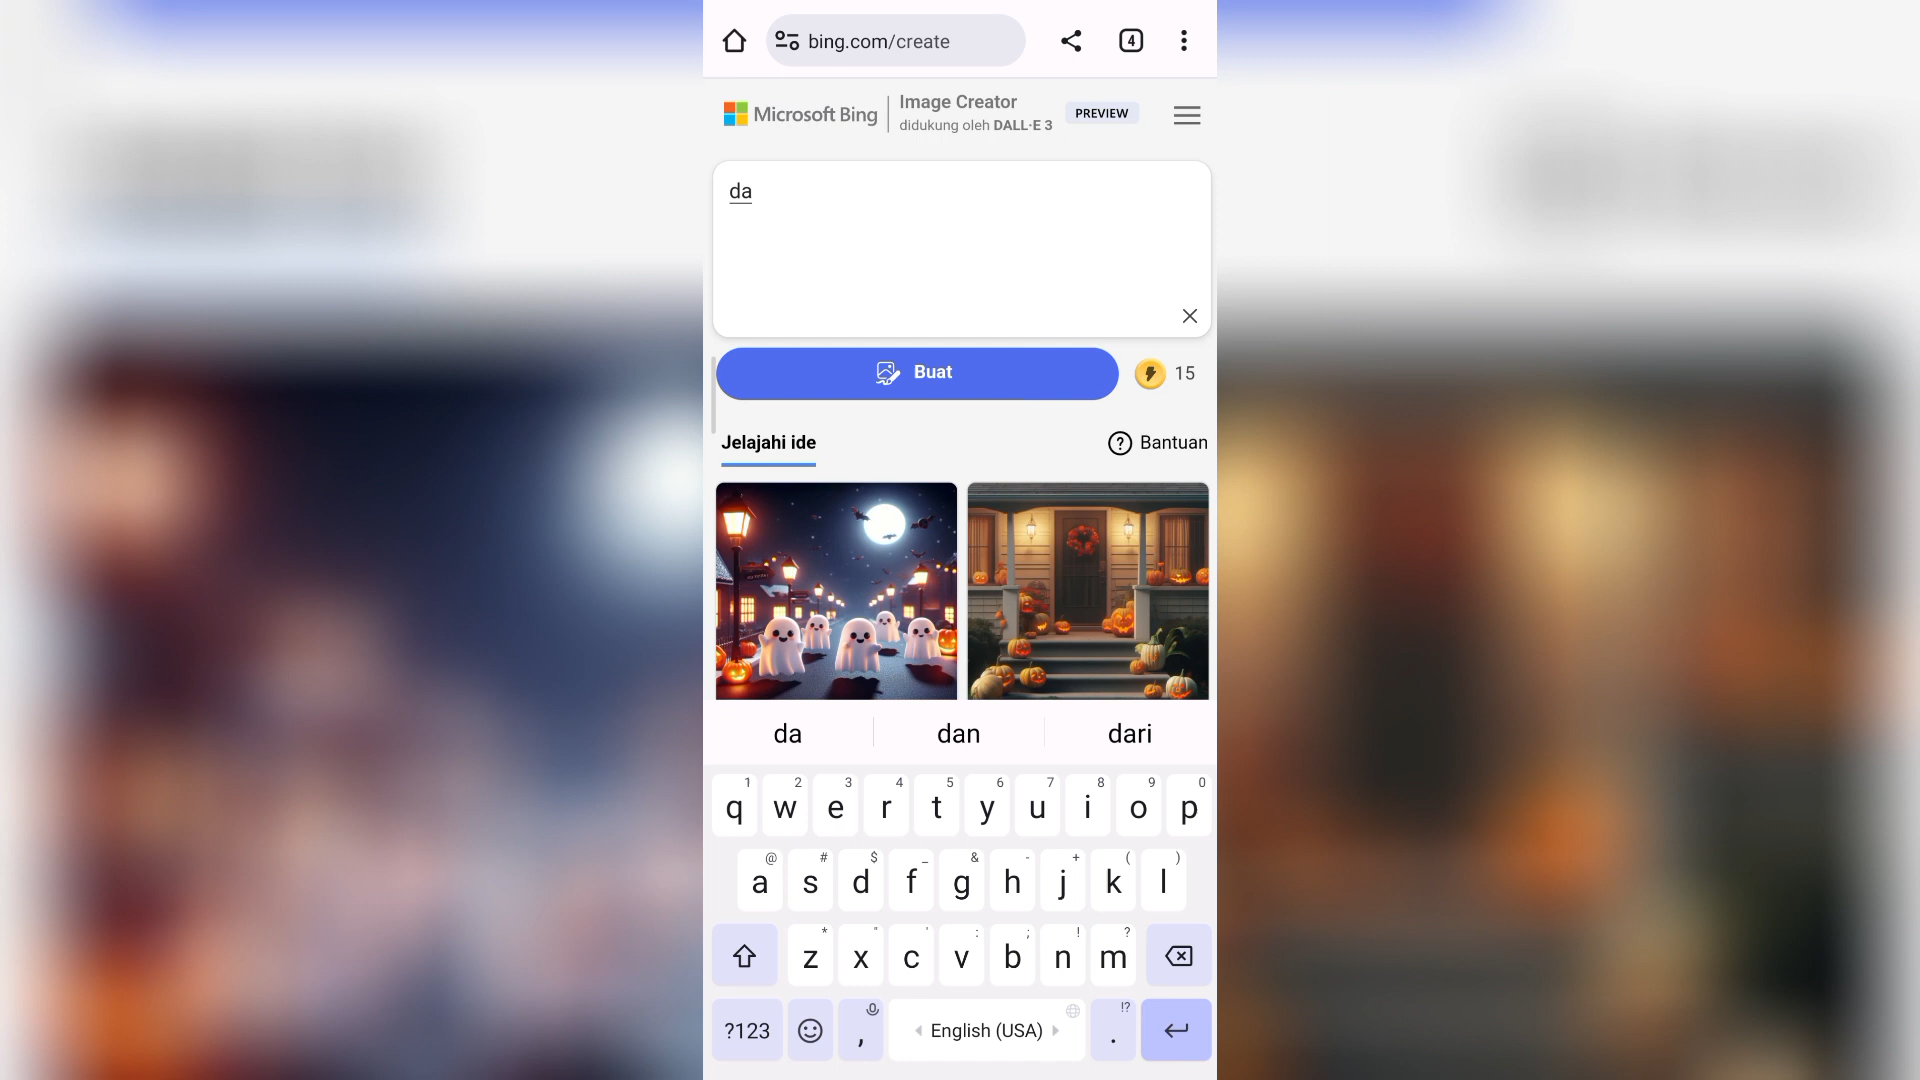 bing.com/create
4
Microsoft Bing
Image Creator
didukung oleh DALL·E 3
PREVIEW
da
Buat
15
Jelajahi ide
? Bantuan
da dan dari
1 2 3 4 5 6 7 8 9 0
q w e r t y u i o p
@ # $ _ & - + ( )
a s d f g h j k l
* " ' : ; ! ?
z x c v b n m
!?
?123 , English (USA) .